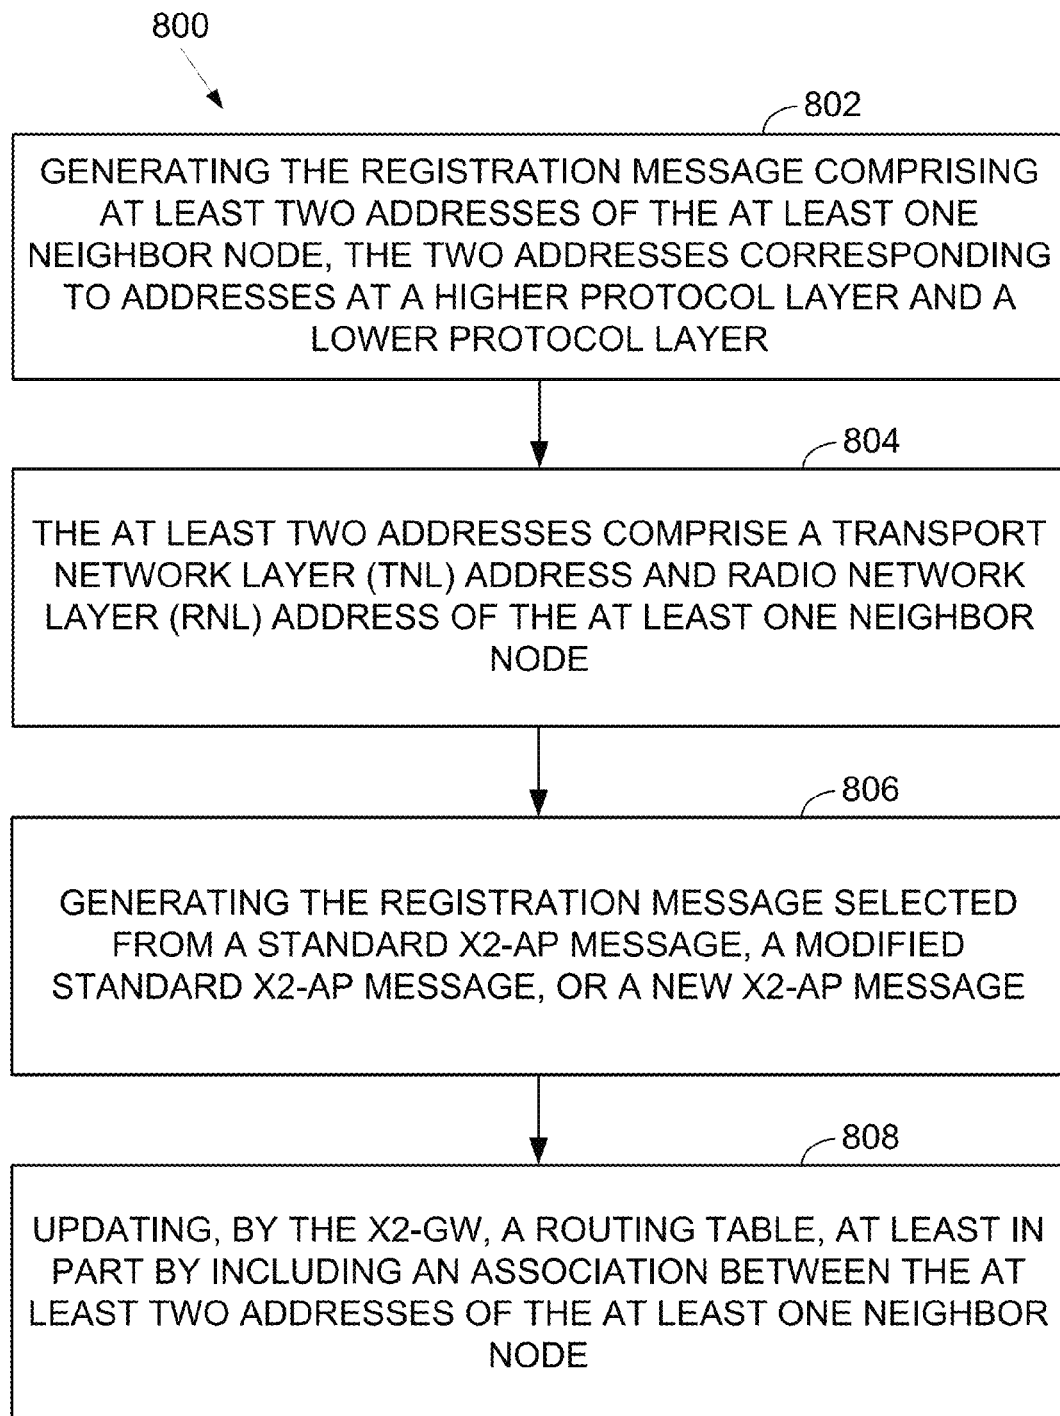 800
802
GENERATING THE REGISTRATION MESSAGE COMPRISING
AT LEAST TWO ADDRESSES OF THE AT LEAST ONE
NEIGHBOR NODE, THE TWO ADDRESSES CORRESPONDING
TO ADDRESSES AT A HIGHER PROTOCOL LAYER AND A
LOWER PROTOCOL LAYER
804
THE AT LEAST TWO ADDRESSES COMPRISE A TRANSPORT
NETWORK LAYER (TNL) ADDRESS AND RADIO NETWORK
LAYER (RNL) ADDRESS OF THE AT LEAST ONE NEIGHBOR
NODE
806
GENERATING THE REGISTRATION MESSAGE SELECTED
FROM A STANDARD X2-AP MESSAGE, A MODIFIED
STANDARD X2-AP MESSAGE, OR A NEW X2-AP MESSAGE
808
UPDATING, BY THE X2-GW, A ROUTING TABLE, AT LEAST IN
PART BY INCLUDING AN ASSOCIATION BETWEEN THE AT
LEAST TWO ADDRESSES OF THE AT LEAST ONE NEIGHBOR
NODE